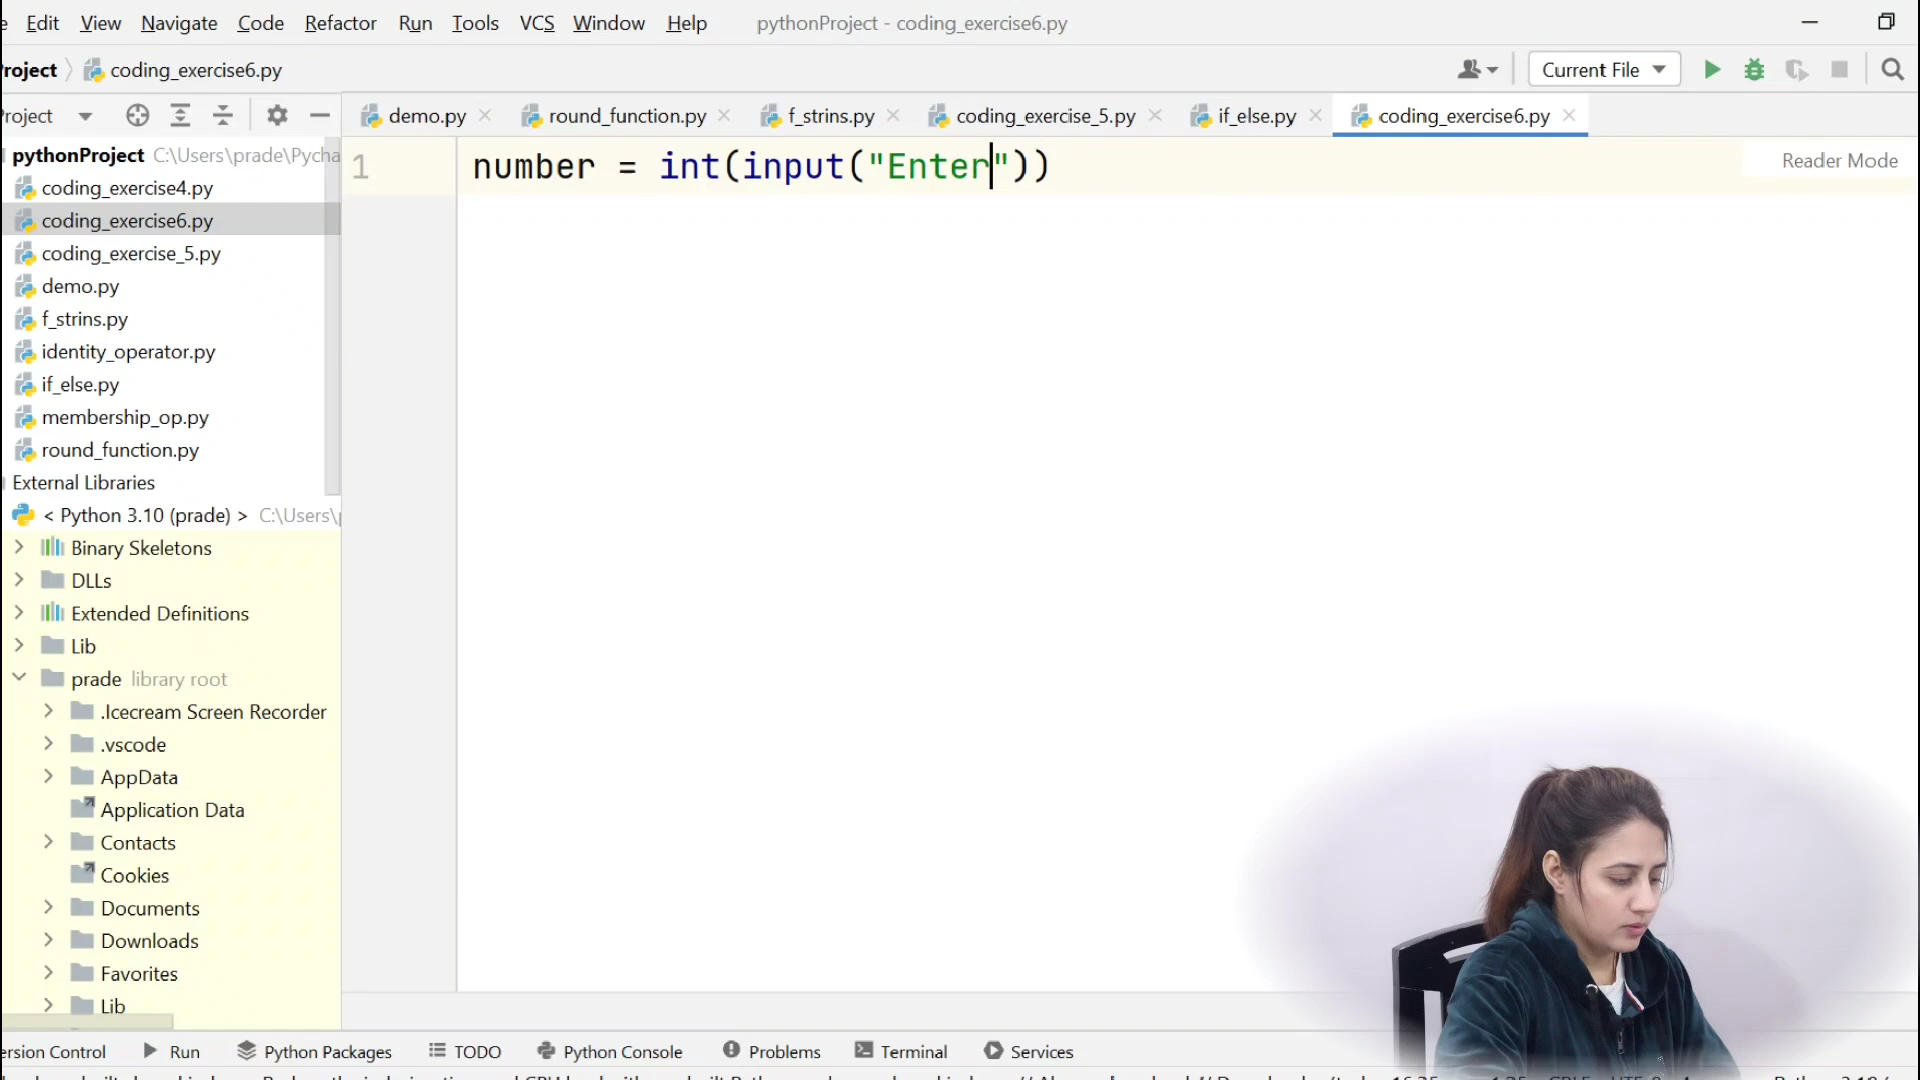 Edit View Navigate Code Refactor Run Tools VCS Window Help pythonProject - coding_exercise6.py
roject coding_exercise6.py Current File
roject demo.py round_function.py f_strins.py coding_exercise_5.py if_else.py coding_exercise6.py
pythonProject C:\Users\prade\Pycha
1 number = int(input("Enter"))
Reader Mode
coding_exercise4.py
coding_exercise6.py
coding_exercise_5.py
demo.py
f_strins.py
identity_operator.py
if_else.py
membership_op.py
round_function.py
External Libraries
< Python 3.10 (prade) > C:\Users\
Binary Skeletons
DLLs
Extended Definitions
Lib
prade library root
.Icecream Screen Recorder
.vscode
AppData
Application Data
Contacts
Cookies
Documents
Downloads
Favorites
Lib
ersion Control Run Python Packages TODO Python Console Problems Terminal Services